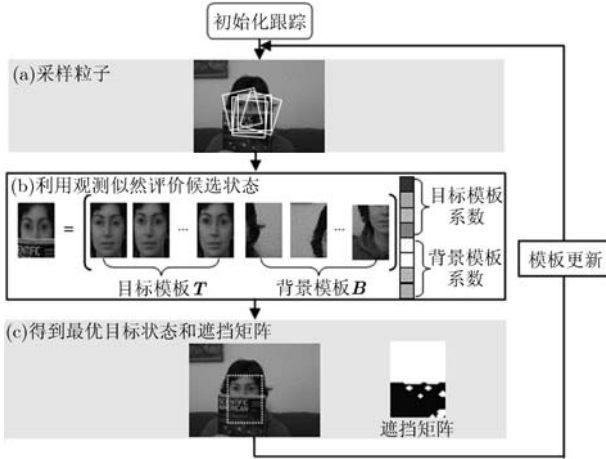 初始化跟踪
(a)采样粒子
(b)利用观测似然评价候选状态
=
...
...
目标模板 T
背景模板 B
目标模板
系数
背景模板
系数
模板更新
(c)得到最优目标状态和遮挡矩阵
SCIENTIFIC
AMERICAN
遮挡矩阵